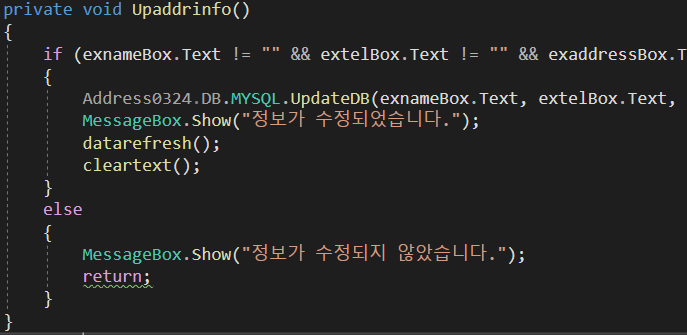 private void Upaddrinfo()
{
if (exnameBox.Text != "" && extelBox.Text != "" && exaddressBox.T
{
Address0324.DB.MYSQL.UpdateDB(exnameBox.Text, extelBox.Text,
MessageBox.Show("정보가 수정되었습니다.");
datarefresh();
cleartext();
}
else
{
MessageBox.Show("정보가 수정되지 않았습니다.");
return;
}
}